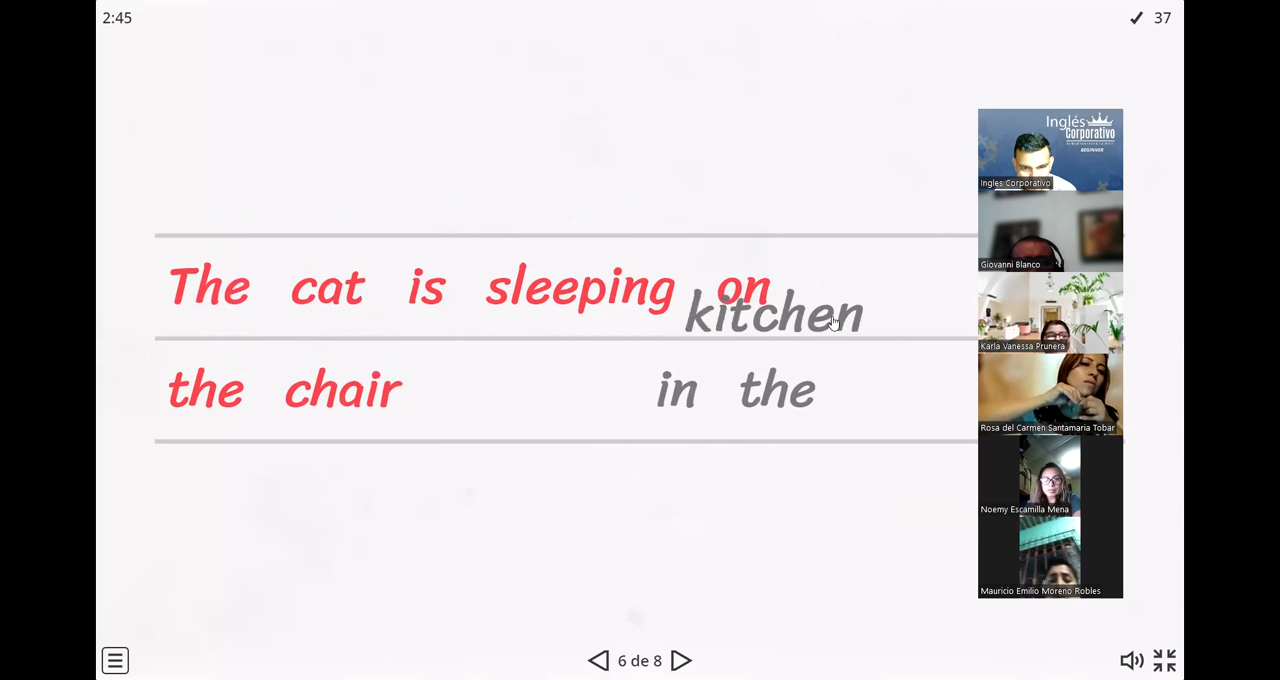 2:45
37
Inglés
Corporativo
BEGINNER
Ingles Corporativo
Giovanni Blanco
The cat is sleeping on
kitchen
Karla Vanessa Prunera
the chair in the
Rosa del Carmen Santamaria Tobar
Noemy Escamilla Mena
Mauricio Emilio Moreno Robles
6 de 8